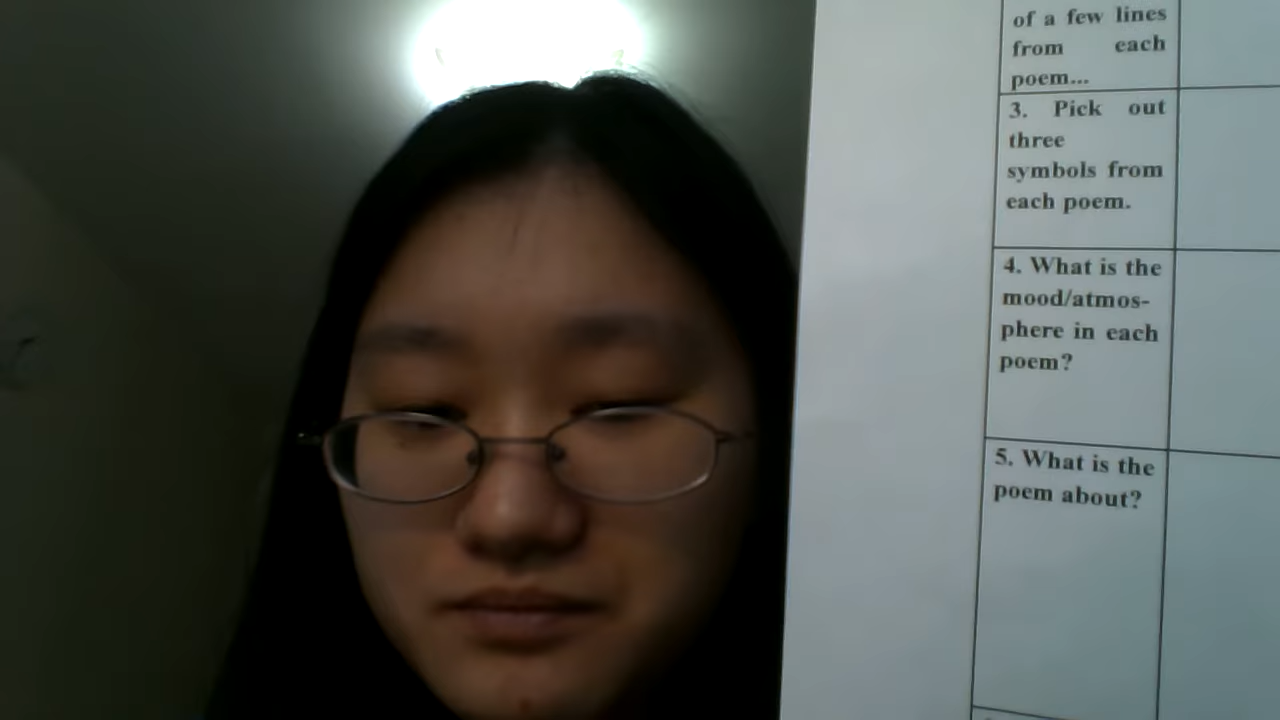 of a few lines
from each
poem...
3. Pick out
three
symbols from
each poem.
4. What is the
mood/atmos-
phere in each
poem?
5. What is the
poem about?